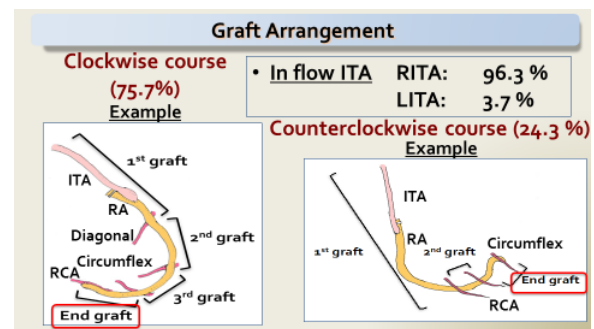 Graft Arrangement
Clockwise course
(75.7%)
Example
• In flow ITA RITA: 96.3 %
LITA: 3.7 %
Counterclockwise course (24.3 %)
Example
1st graft
ITA
RA
Diagonal
2nd graft
Circumflex
RCA
3rd graft
End graft
ITA
1st graft
RA
2nd graft
Circumflex
End graft
RCA